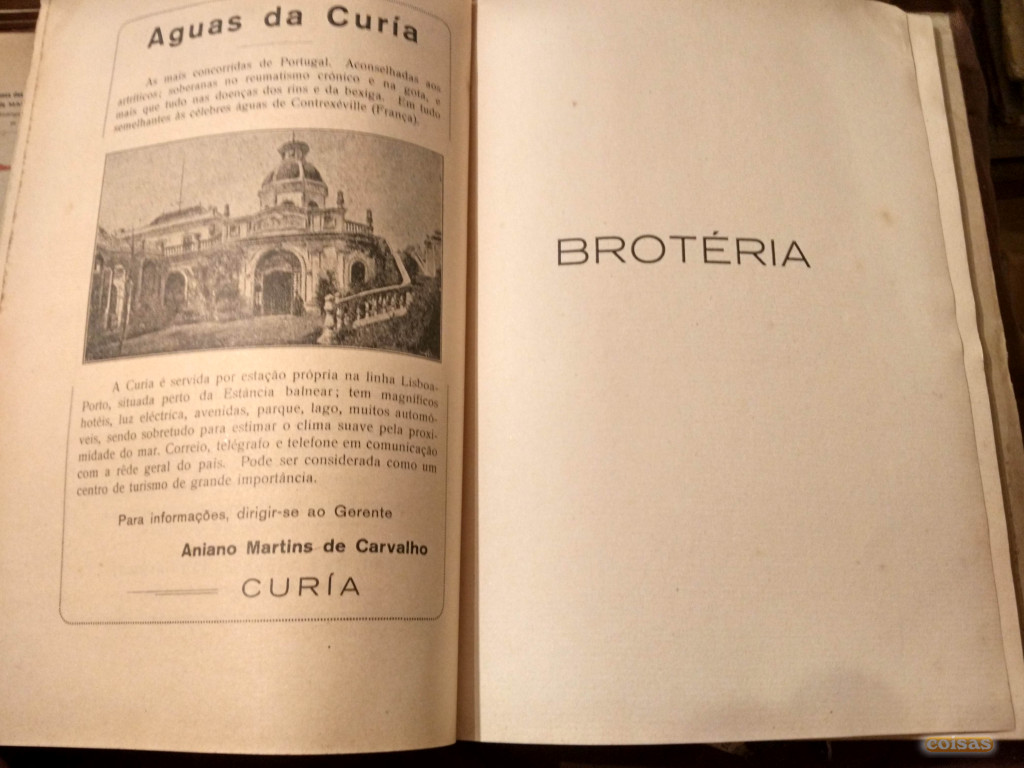 Aguas da Curía
As mais concorridas de Portugal. Aconselhadas aos
artríticos; soberanas no reumatismo crónico e na gota, e
mais que tudo nas doenças dos rins e da bexiga. Em tudo
semelhantes às célebres águas de Contrexéville (França).
A Curia é servida por estação própria na linha Lisboa-
Porto, situada perto da Estância balnear; tem magníficos
hotéis, luz eléctrica, avenidas, parque, lago, muitos automó-
veis, sendo sobretudo para estimar o clima suave pela proxi-
midade do mar. Correio, telégrafo e telefone em comunicação
com a rêde geral do país. Pode ser considerada como um
centro de turismo de grande importância.
Para informações, dirigir-se ao Gerente
Aniano Martins de Carvalho
CURÍA
BROTÉRIA
coisas